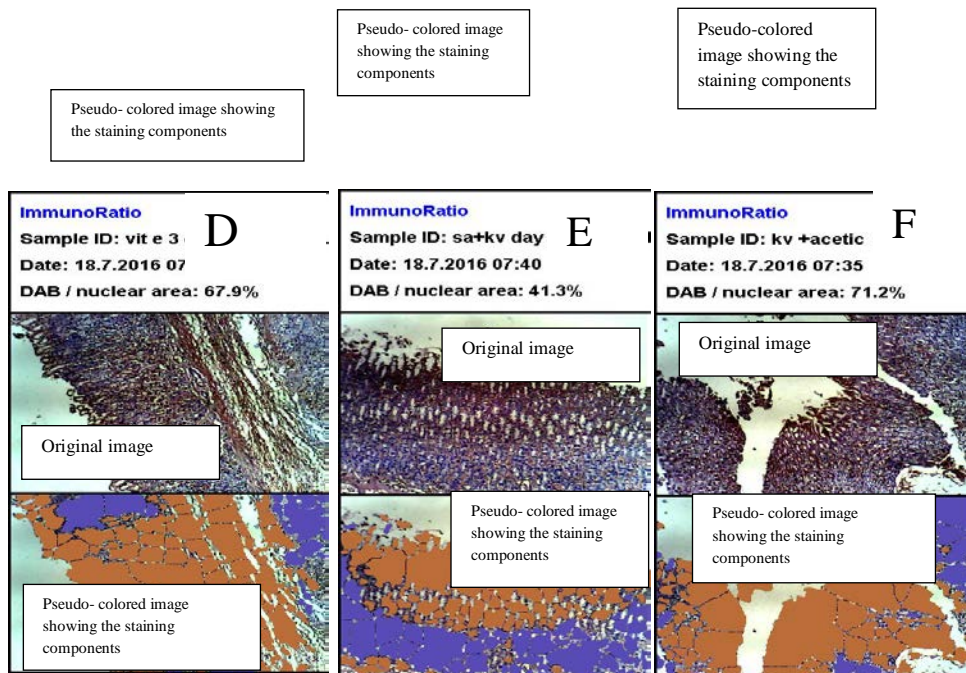 Pseudo- colored image
showing the staining
components
Pseudo-colored
image showing the
staining components
Pseudo- colored image showing
the staining components
ImmunoRatio
Sample ID: vit e 3
Date: 18.7.2016 07
DAB / nuclear area: 67.9%
D
ImmunoRatio
Sample ID: sa+kv day
Date: 18.7.2016 07:40
DAB / nuclear area: 41.3%
E
ImmunoRatio
Sample ID: kv +acetic
Date: 18.7.2016 07:35
DAB / nuclear area: 71.2%
F
Original image
Original image
Original image
Pseudo- colored image
showing the staining
components
Pseudo- colored image
showing the staining
components
Pseudo- colored image
showing the staining
components